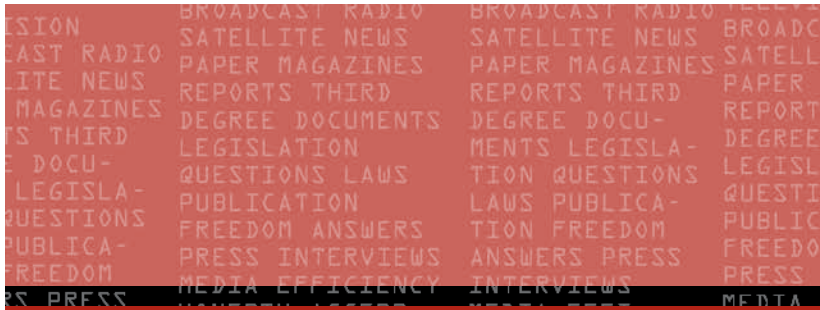 ISION
CAST RADIO
LITE NEWS
MAGAZINES
TS THIRD
E DOCU-
LEGISLA-
QUESTIONS
PUBLICA-
FREEDOM
RS PRESS
BROADCAST RADIO
SATELLITE NEWS
PAPER MAGAZINES
REPORTS THIRD
DEGREE DOCUMENTS
LEGISLATION
QUESTIONS LAWS
PUBLICATION
FREEDOM ANSWERS
PRESS INTERVIEWS
MEDIA EFFICIENCY
BROADCAST RADIO
SATELLITE NEWS
PAPER MAGAZINES
REPORTS THIRD
DEGREE DOCU-
MENTS LEGISLA-
TION QUESTIONS
LAWS PUBLICA-
TION FREEDOM
ANSWERS PRESS
INTERVIEWS
BROADC
SATELL
PAPER
REPORT
DEGREE
LEGISL
QUESTI
PUBLIC
FREEDO
PRESS
MEDIA